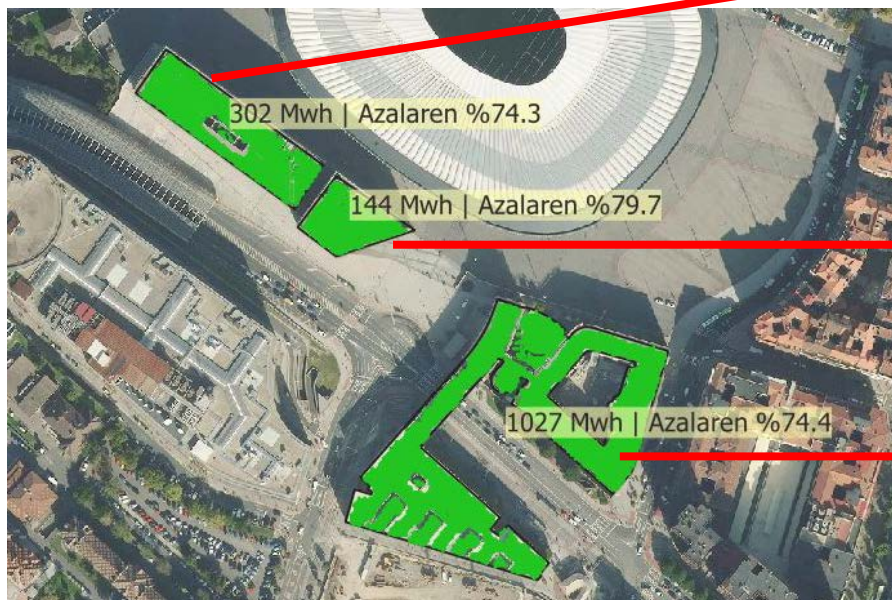 302 Mwh | Azalaren %74.3
144 Mwh | Azalaren %79.7
1027 Mwh | Azalaren %74.4